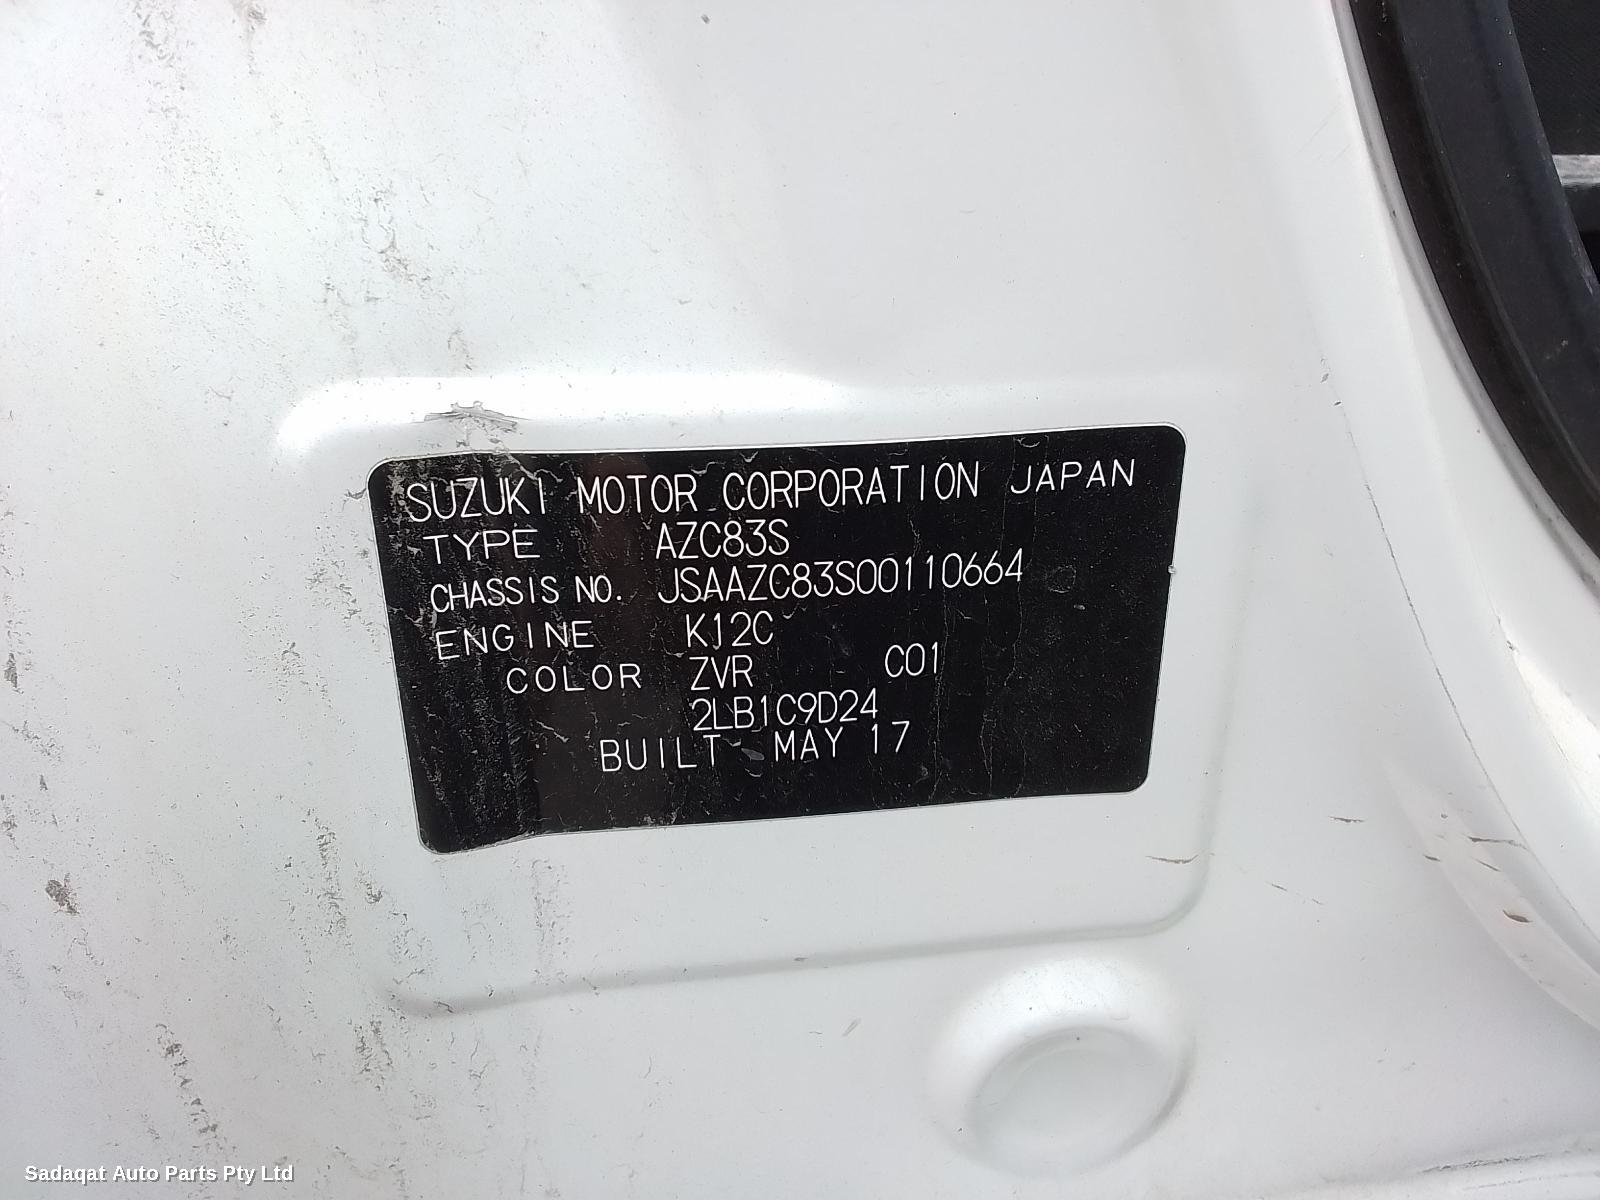 SUZUKI MOTOR CORPORATION JAPAN
TYPE AZC83S
CHASSIS NO. JSAAZC83S00110664
ENGINE K12C
COLOR ZVR C01
2LB1C9D24
BUILT MAY 17
Sadaqat Auto Parts Pty Ltd